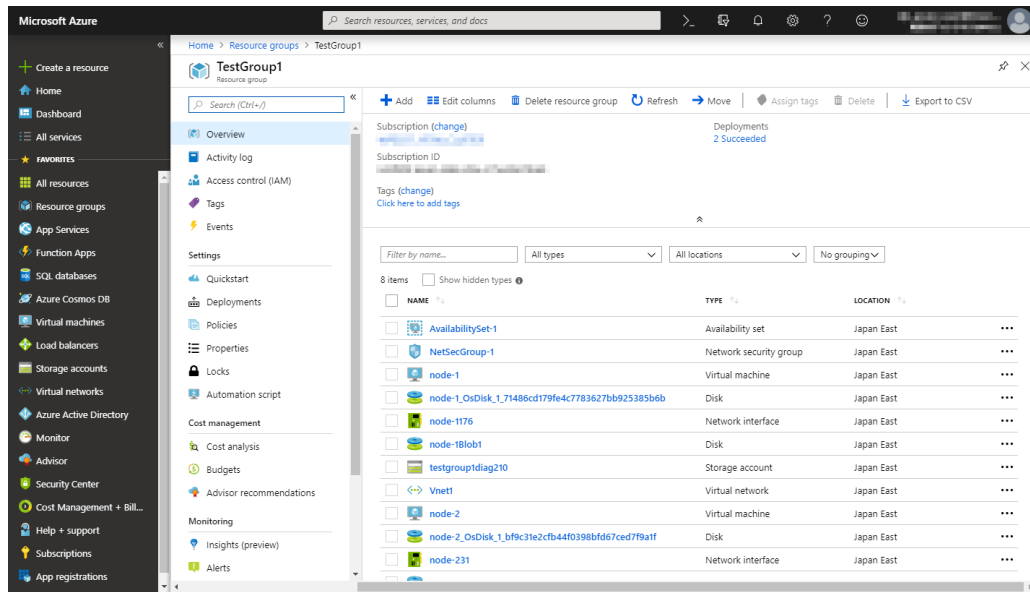 Microsoft Azure
Search resources, services, and docs
Create a resource
Home
Dashboard
All services
FAVORITES
All resources
Resource groups
App Services
Function Apps
SQL databases
Azure Cosmos DB
Virtual machines
Load balancers
Storage accounts
Virtual networks
Azure Active Directory
Monitor
Advisor
Security Center
Cost Management + Bill...
Help + support
Subscriptions
App registrations
Home > Resource groups > TestGroup1
TestGroup1
Resource group
Search (Ctrl+/)
Overview
Activity log
Access control (IAM)
Tags
Events
Settings
Quickstart
Deployments
Policies
Properties
Locks
Automation script
Cost management
Cost analysis
Budgets
Advisor recommendations
Monitoring
Insights (preview)
Alerts
Add Edit columns Delete resource group Refresh Move Assign tags Delete Export to CSV
Subscription (change)
Deployments
2 Succeeded
Subscription ID
Tags (change)
Click here to add tags
Filter by name... All types All locations No grouping
8 items Show hidden types
NAME TYPE LOCATION
AvailabilitySet-1 Availability set Japan East
NetSecGroup-1 Network security group Japan East
node-1 Virtual machine Japan East
node-1_OsDisk_1_71486cd179fe4c7783627bb925385b6b Disk Japan East
node-1176 Network interface Japan East
node-1Blob1 Disk Japan East
testgroup1diag210 Storage account Japan East
Vnet1 Virtual network Japan East
node-2 Virtual machine Japan East
node-2_OsDisk_1_bf9c31e2cfb44f0398bfd67ced7f9a1f Disk Japan East
node-231 Network interface Japan East